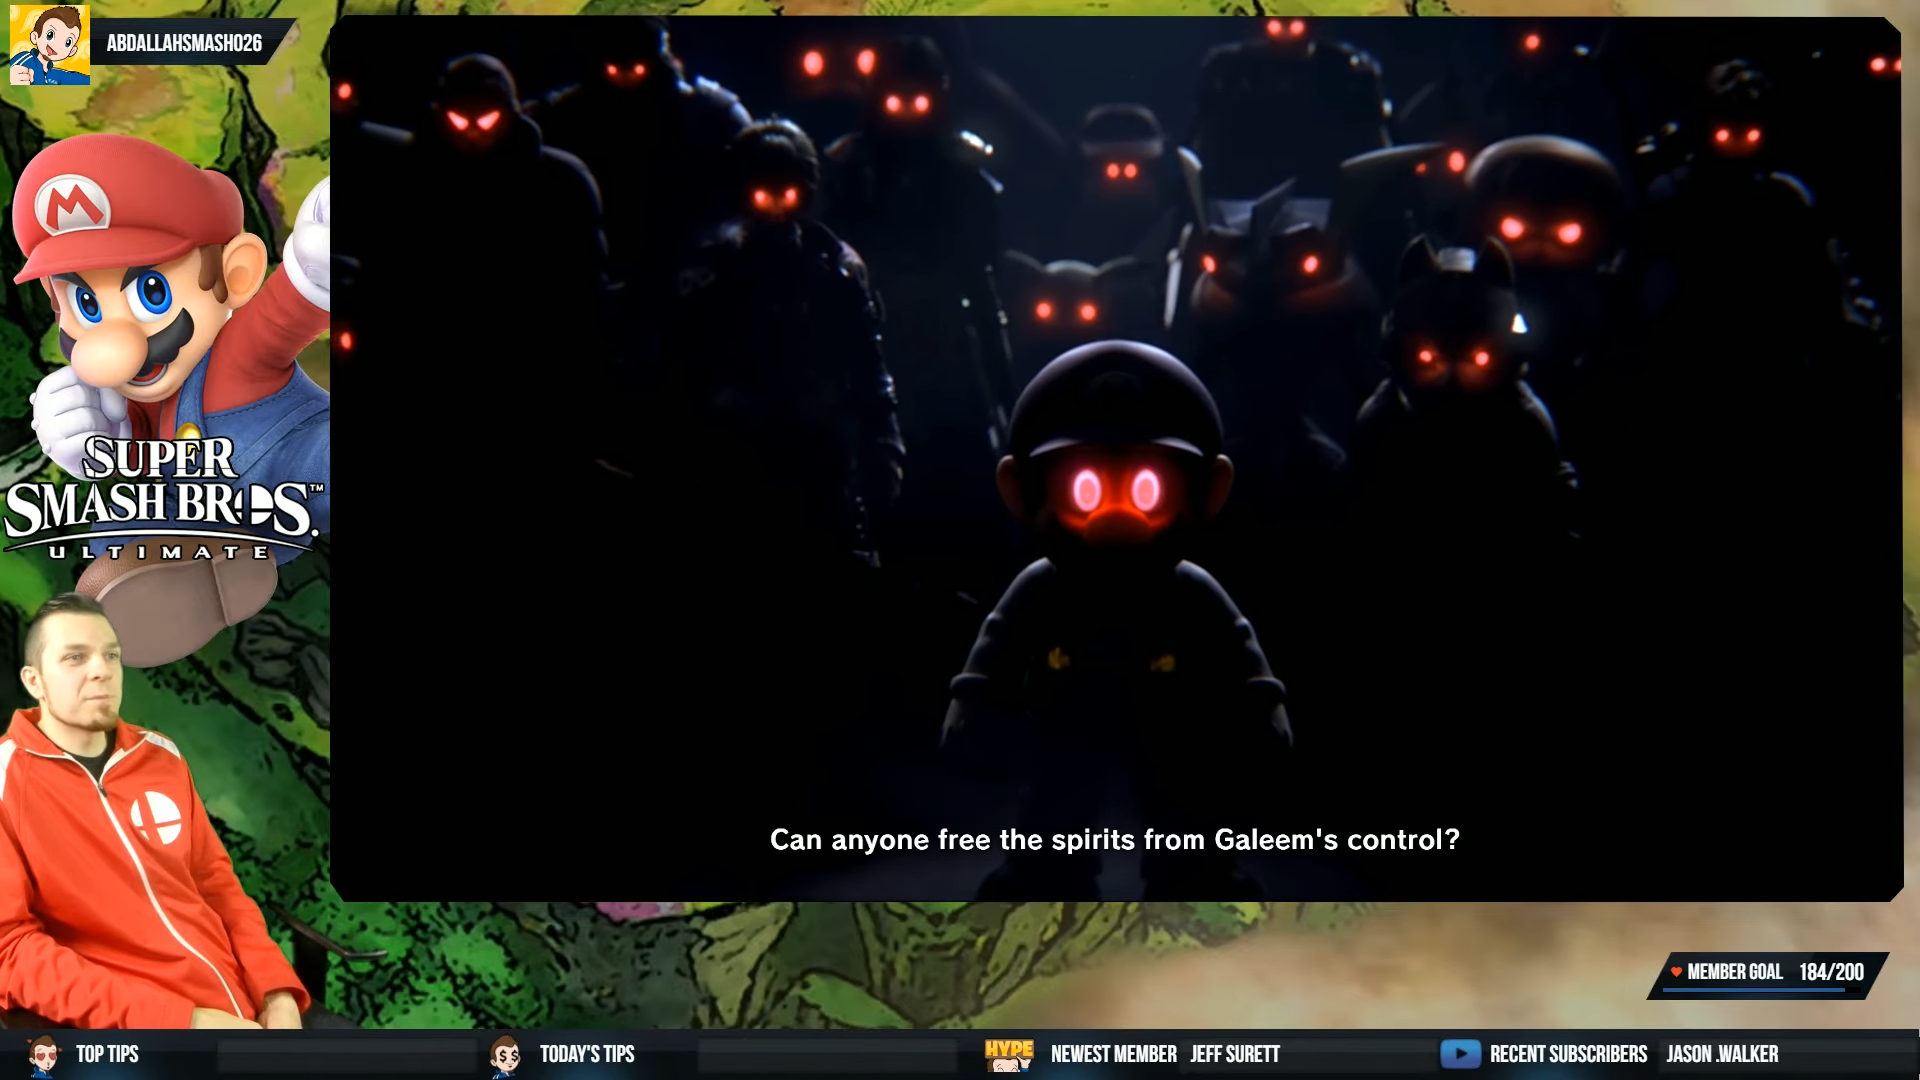 ABDALLAHSMASH026
M
SUPER
SMASH BROS.™
ULTIMATE
Can anyone free the spirits from Galeem's control?
MEMBER GOAL 184/200
TOP TIPS
TODAY'S TIPS
HYPE
NEWEST MEMBER JEFF SURETT
RECENT SUBSCRIBERS JASON .WALKER